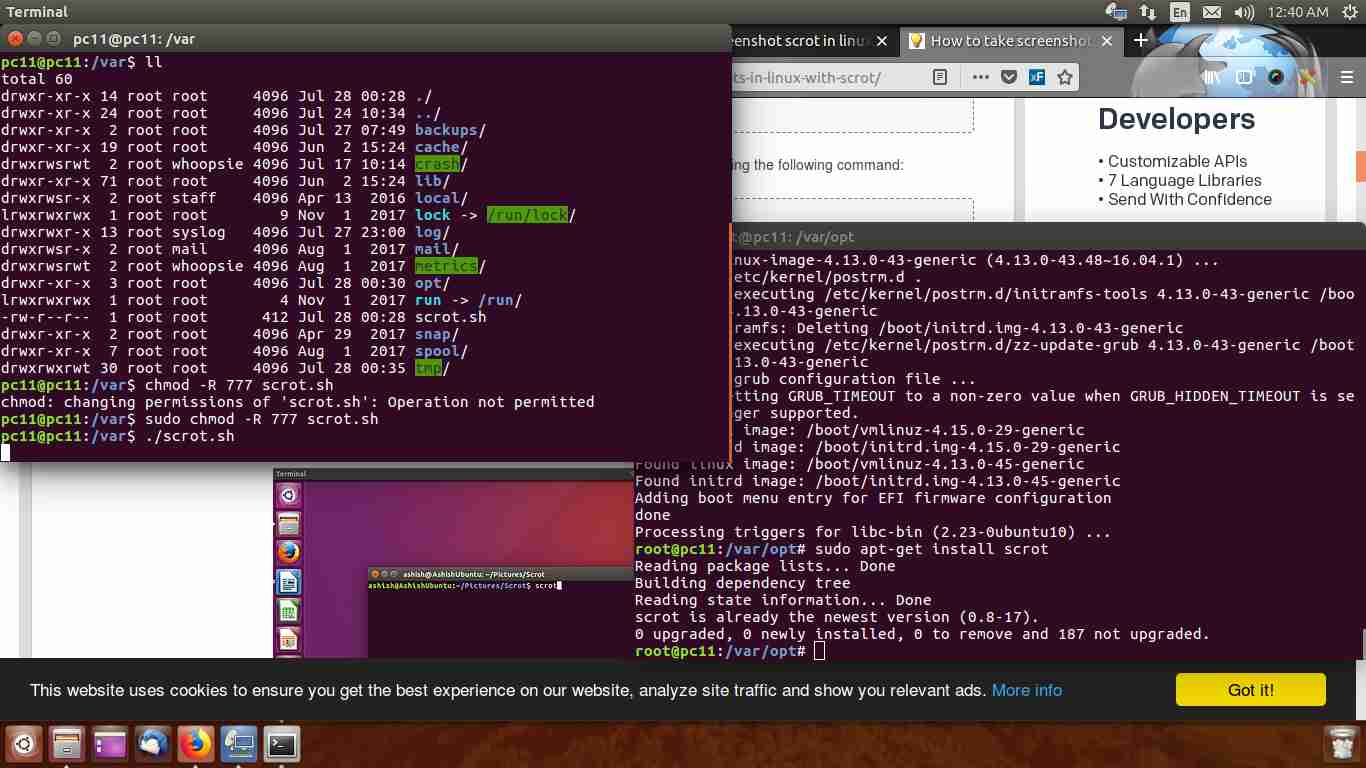 Terminal
En
12:40 AM
pc11@pc11: /var
pc11@pc11:/var$ ll
total 60
drwxr-xr-x 14 root root     4096 Jul 28 00:28 ./
drwxr-xr-x 24 root root     4096 Jul 24 10:34 ../
drwxr-xr-x  2 root root     4096 Jul 27 07:49 backups/
drwxr-xr-x 19 root root     4096 Jun  2 15:24 cache/
drwxrwsrwt  2 root whoopsie 4096 Jul 17 10:14 crash/
drwxr-xr-x 71 root root     4096 Jun  2 15:24 lib/
drwxrwsr-x  2 root staff    4096 Apr 13  2016 local/
lrwxrwxrwx  1 root root        9 Nov  1  2017 lock -> /run/lock/
drwxrwxr-x 13 root syslog   4096 Jul 27 23:00 log/
drwxrwsr-x  2 root mail     4096 Aug  1  2017 mail/
drwxrwsrwt  2 root whoopsie 4096 Aug  1  2017 metrics/
drwxr-xr-x  3 root root     4096 Jul 28 00:30 opt/
lrwxrwxrwx  1 root root        4 Nov  1  2017 run -> /run/
-rw-r--r--  1 root root      412 Jul 28 00:28 scrot.sh
drwxr-xr-x  2 root root     4096 Apr 29  2017 snap/
drwxr-xr-x  7 root root     4096 Aug  1  2017 spool/
drwxrwxrwt 30 root root     4096 Jul 28 00:35 tmp/
pc11@pc11:/var$ chmod -R 777 scrot.sh
chmod: changing permissions of 'scrot.sh': Operation not permitted
pc11@pc11:/var$ sudo chmod -R 777 scrot.sh
pc11@pc11:/var$ ./scrot.sh
enshot scrot in linu
How to take screenshot
ts-in-linux-with-scrot/
ing the following command:
Developers
• Customizable APIs
• 7 Language Libraries
• Send With Confidence
t@pc11: /var/opt
nux-image-4.13.0-43-generic (4.13.0-43.48~16.04.1) ...
etc/kernel/postrm.d .
executing /etc/kernel/postrm.d/initramfs-tools 4.13.0-43-generic /boo
.13.0-43-generic
ramfs: Deleting /boot/initrd.img-4.13.0-43-generic
executing /etc/kernel/postrm.d/zz-update-grub 4.13.0-43-generic /boot
13.0-43-generic
grub configuration file ...
tting GRUB_TIMEOUT to a non-zero value when GRUB_HIDDEN_TIMEOUT is se
ger supported.
image: /boot/vmlinuz-4.15.0-29-generic
d image: /boot/initrd.img-4.15.0-29-generic
Found linux image: /boot/vmlinuz-4.13.0-45-generic
Found initrd image: /boot/initrd.img-4.13.0-45-generic
Adding boot menu entry for EFI firmware configuration
done
Processing triggers for libc-bin (2.23-0ubuntu10) ...
root@pc11:/var/opt# sudo apt-get install scrot
Reading package lists... Done
Building dependency tree
Reading state information... Done
scrot is already the newest version (0.8-17).
0 upgraded, 0 newly installed, 0 to remove and 187 not upgraded.
root@pc11:/var/opt#
Terminal
ashish@AshishUbuntu: ~/Pictures/Scrot
ashish@AshishUbuntu:~/Pictures/Scrot$ scrot
This website uses cookies to ensure you get the best experience on our website, analyze site traffic and show you relevant ads. More info
Got it!